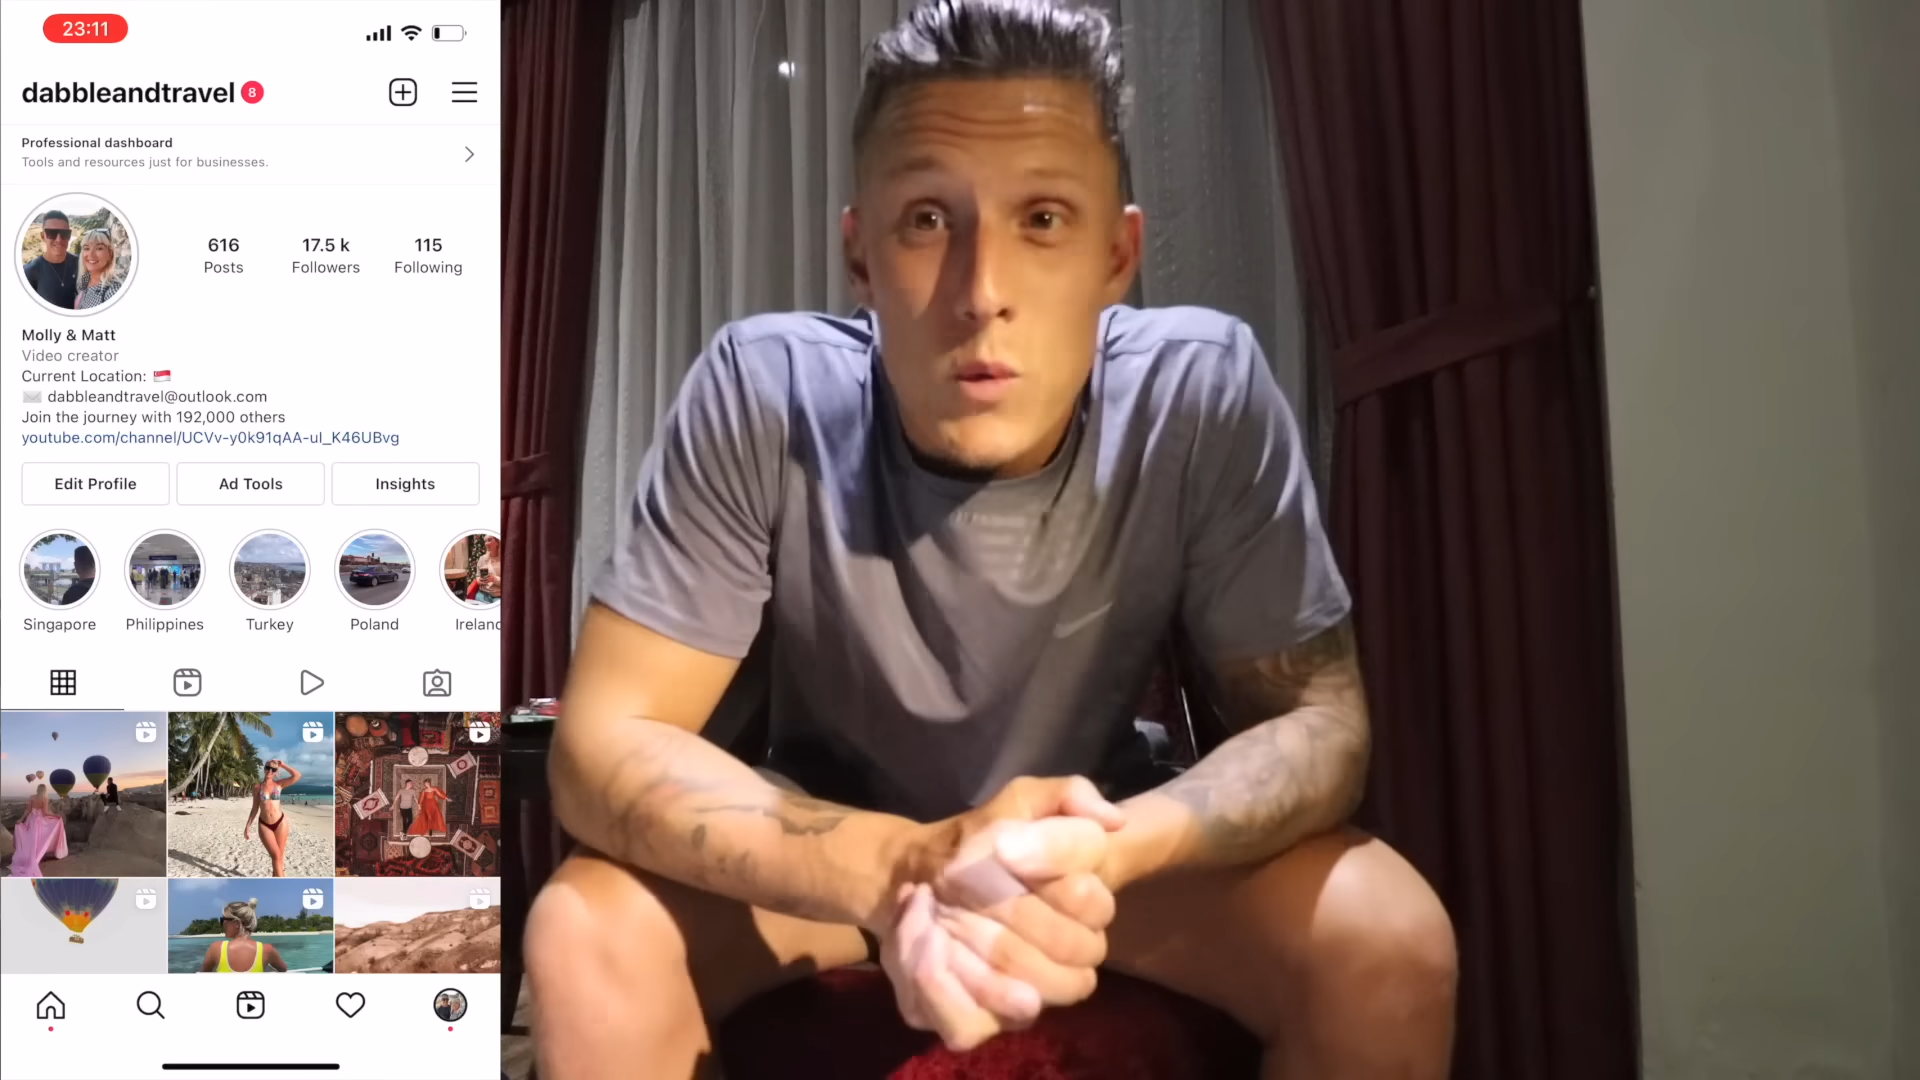 23:11
dabbleandtravel 8
Professional dashboard
Tools and resources just for businesses.
616 17.5 k 115
Posts Followers Following
Molly & Matt
Video creator
Current Location:
dabbleandtravel@outlook.com
Join the journey with 192,000 others
youtube.com/channel/UCVv-y0k91qAA-ul_K46UBvg
Edit Profile Ad Tools Insights
Singapore Philippines Turkey Poland Irelanc